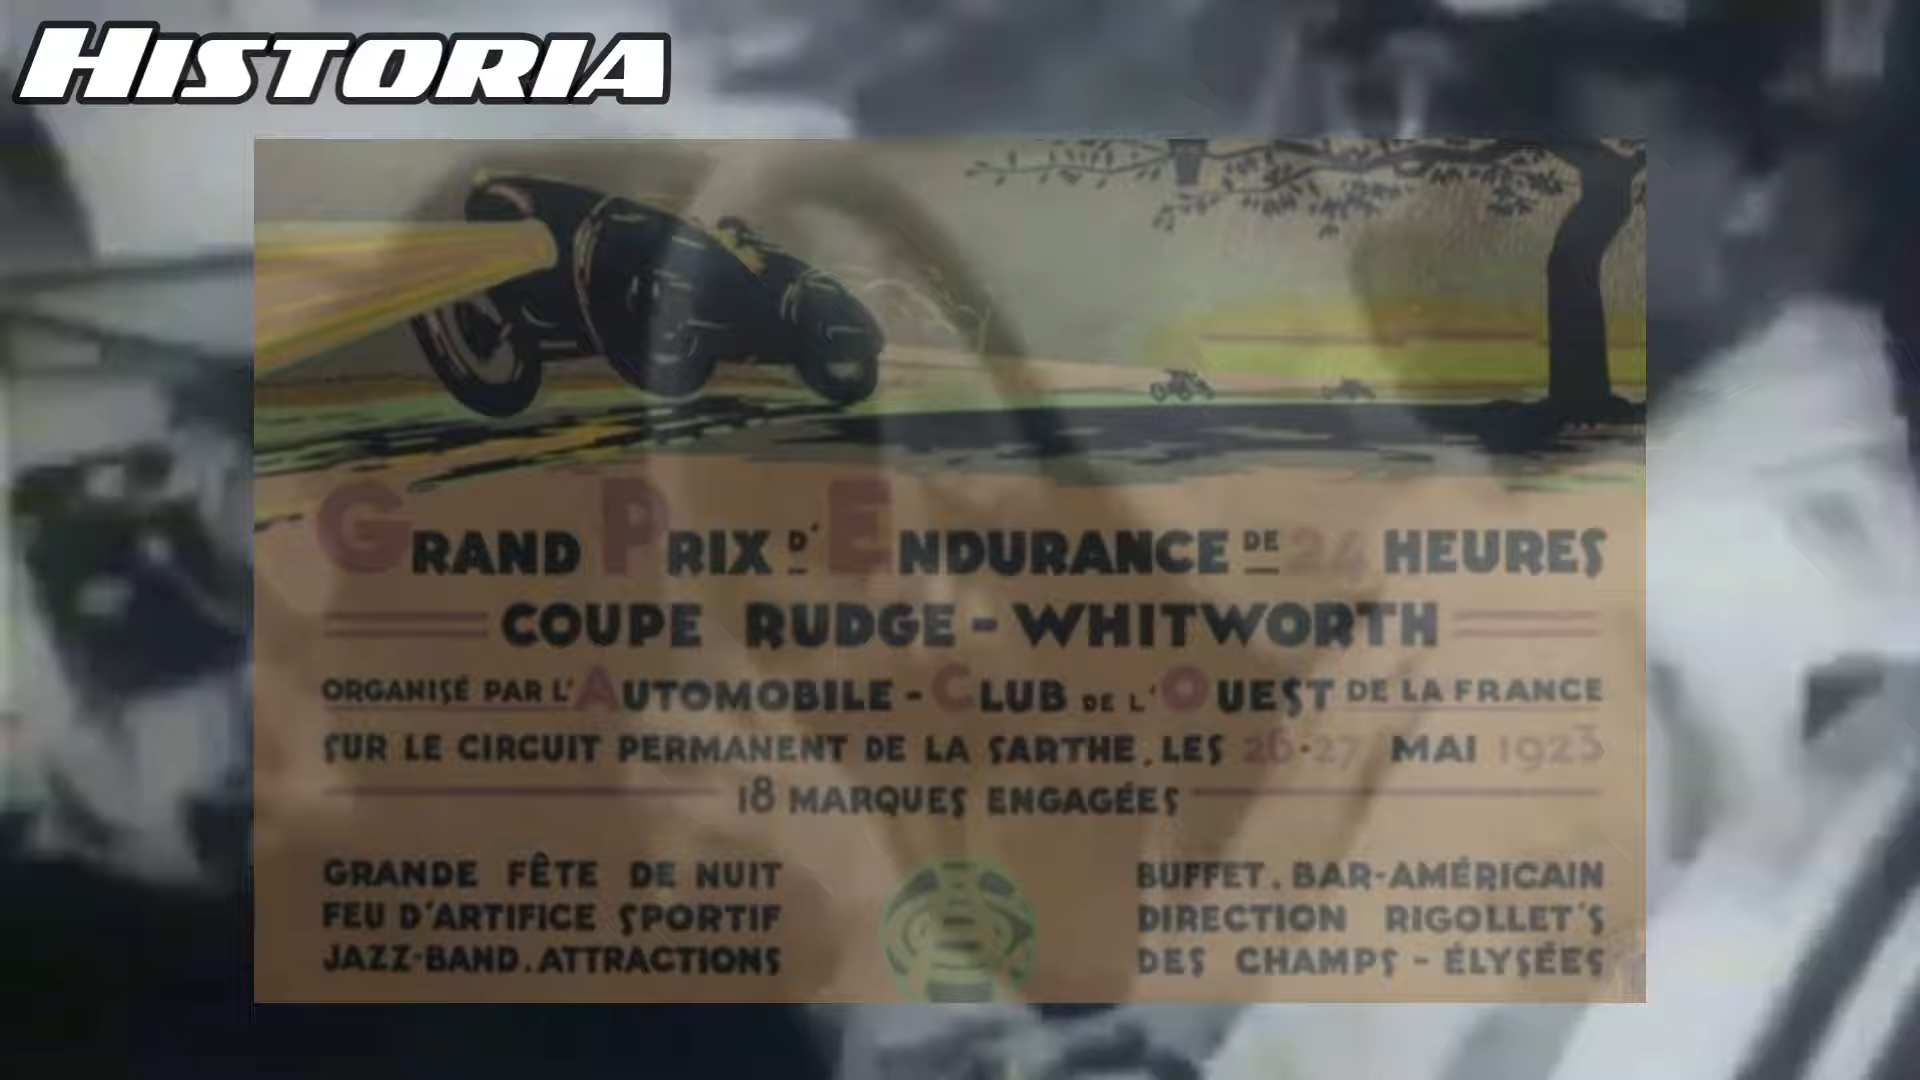 HISTORIA
GRAND PRIX D'ENDURANCE DE 24 HEURES
COUPE RUDGE-WHITWORTH
ORGANISÉ PAR L'AUTOMOBILE-CLUB DE L'OUEST DE LA FRANCE
SUR LE CIRCUIT PERMANENT DE LA SARTHE, LES 26-27 MAI 1923
18 MARQUES ENGAGÉES
GRANDE FÊTE DE NUIT
FEU D'ARTIFICE SPORTIF
JAZZ-BAND. ATTRACTIONS
BUFFET. BAR-AMÉRICAIN
DIRECTION RIGOLLET'S
DES CHAMPS-ÉLYSÉES